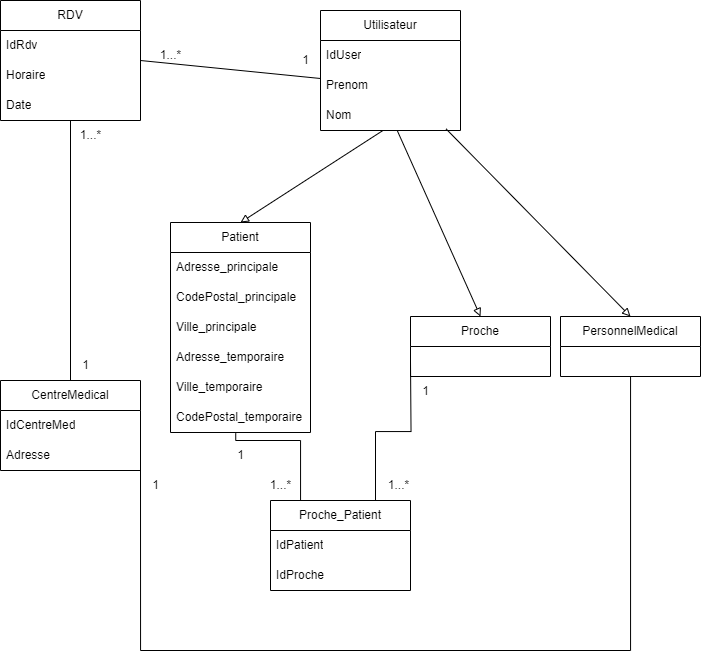 RDV
IdRdv
Horaire
Date
1...*
1
Utilisateur
IdUser
Prenom
Nom
1...*
1
Patient
Adresse_principale
CodePostal_principale
Ville_principale
Adresse_temporaire
Ville_temporaire
CodePostal_temporaire
Proche
PersonnelMedical
CentreMedical
IdCentreMed
Adresse
1
1
1
1...*
1...*
Proche_Patient
IdPatient
IdProche